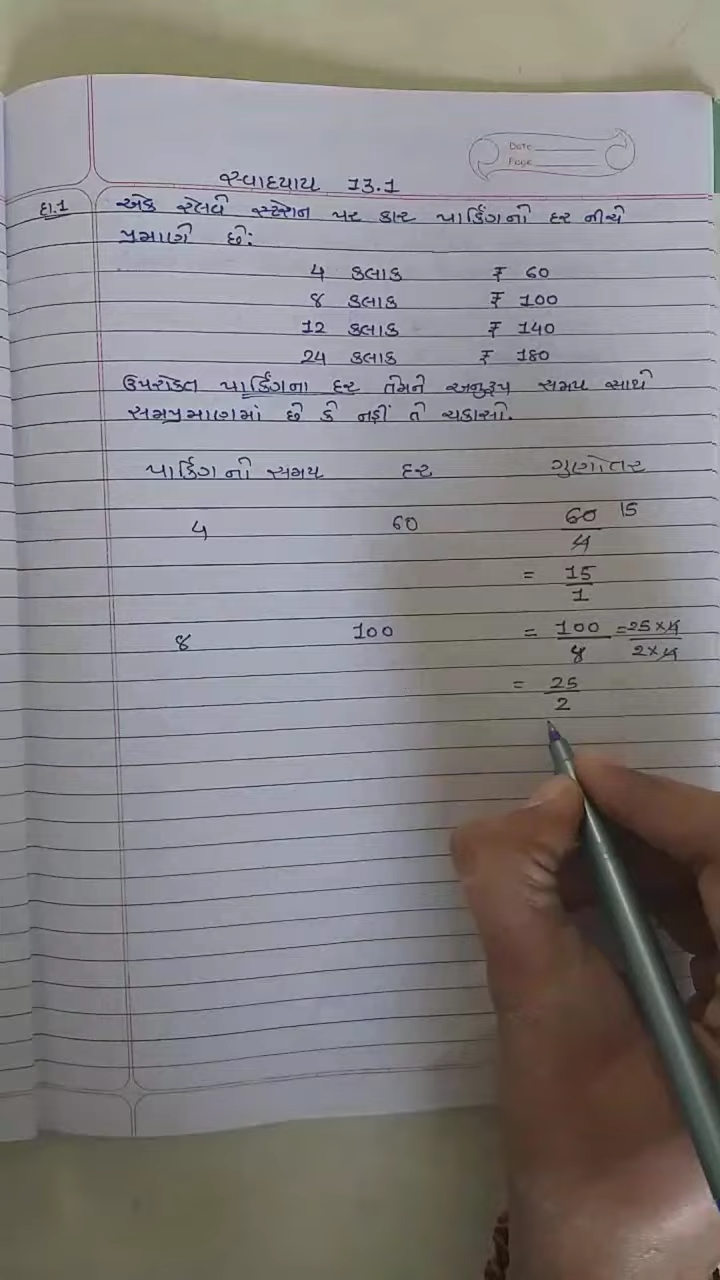 Date
Page
સ્વાધ્યાય 13.1
દા.1 એક રેલવે સ્ટેશન પર કાર પાર્કિંગનો દર નીચે
પ્રમાણે છે:
4 કલાક ₹ 60
8 કલાક ₹ 100
12 કલાક ₹ 140
24 કલાક ₹ 180
ઉપરોક્ત પાર્કિંગના દર તેમને અનુરૂપ સમય સાથે
સમપ્રમાણમાં છે કે નહીં તે ચકાસો.
પાર્કિંગનો સમય દર ગુણોતર
4 60 60/4 15
= 15/1
8 100 = 100/8 = 25×4/2×4
= 25/2